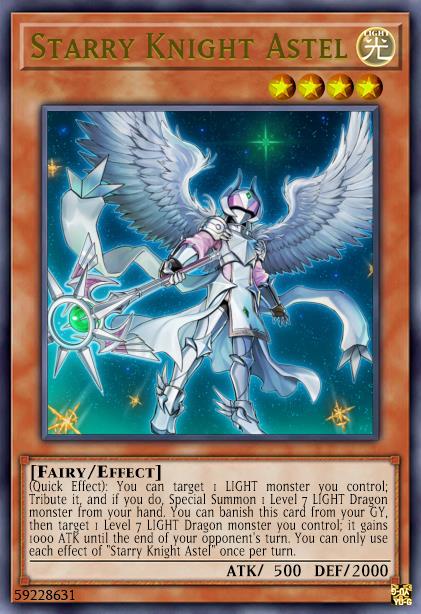 STARRY KNIGHT ASTEL
LIGHT
光
[FAIRY/EFFECT]
(Quick Effect): You can target 1 LIGHT monster you control;
Tribute it, and if you do, Special Summon 1 Level 7 LIGHT Dragon
monster from your hand. You can banish this card from your GY,
then target 1 Level 7 LIGHT Dragon monster you control; it gains
1000 ATK until the end of your opponent's turn. You can only use
each effect of "Starry Knight Astel" once per turn.
ATK/ 500 DEF/2000
59228631